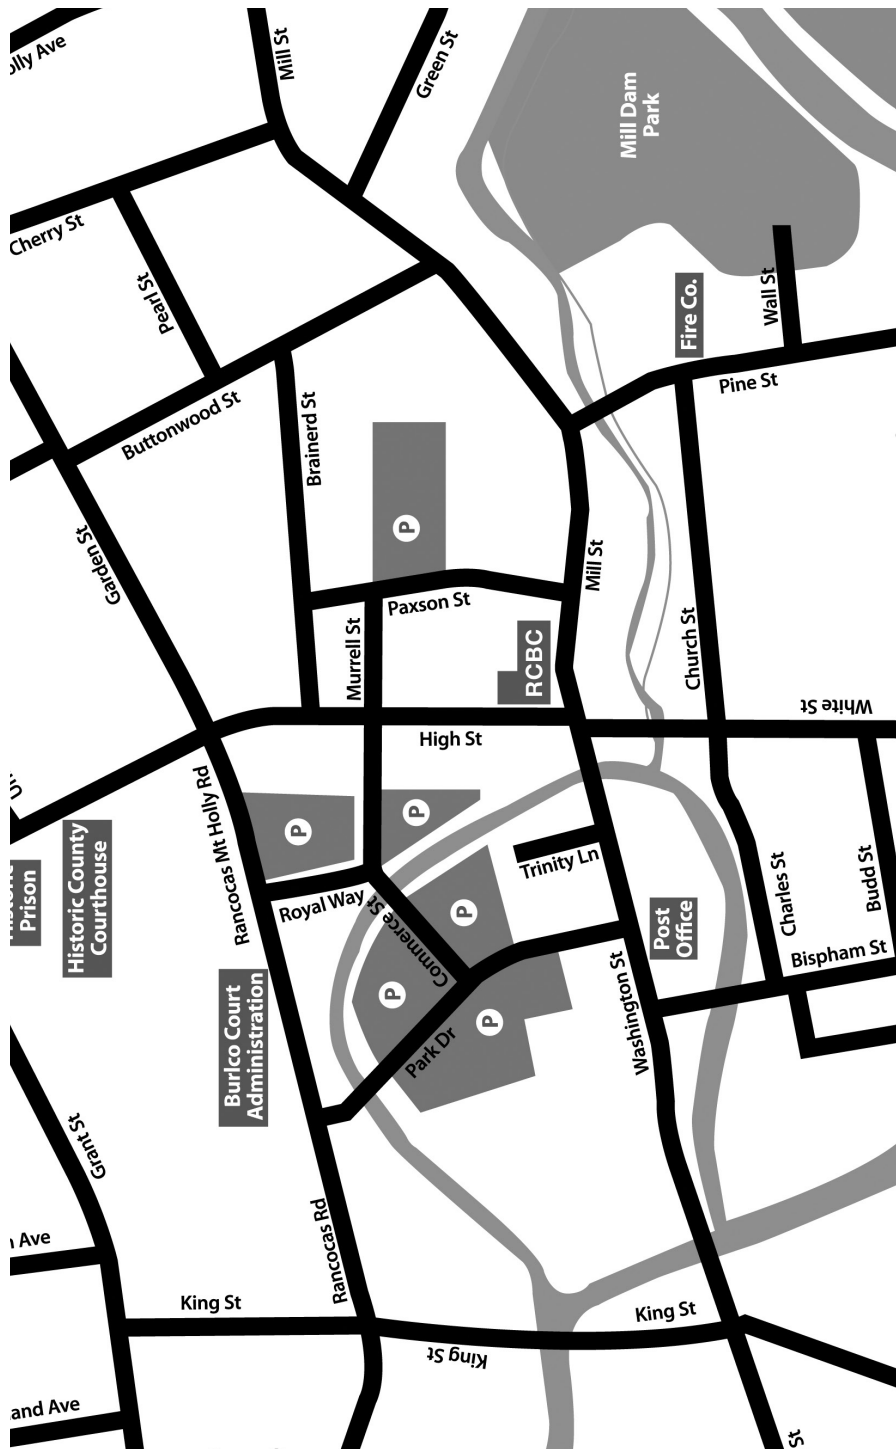 olly Ave
Mill St
Green St
Mill Dam
Park
Cherry St
Pearl St
Fire Co.
Wall St
Pine St
Buttonwood St
Brainerd St
P
Garden St
Mill St
Paxson St
Murrell St
RCBC
Church St
White St
High St
Rancocas Mt Holly Rd
P
P
Historic County
Courthouse
Prison
Royal Way
Commerce St
P
Trinity Ln
Post
Office
Charles St
Budd St
Bispham St
P
P
Washington St
Burlco Court
Administration
Park Dr
Grant St
Ave
Rancocas Rd
King St
King St
King St
and Ave
St